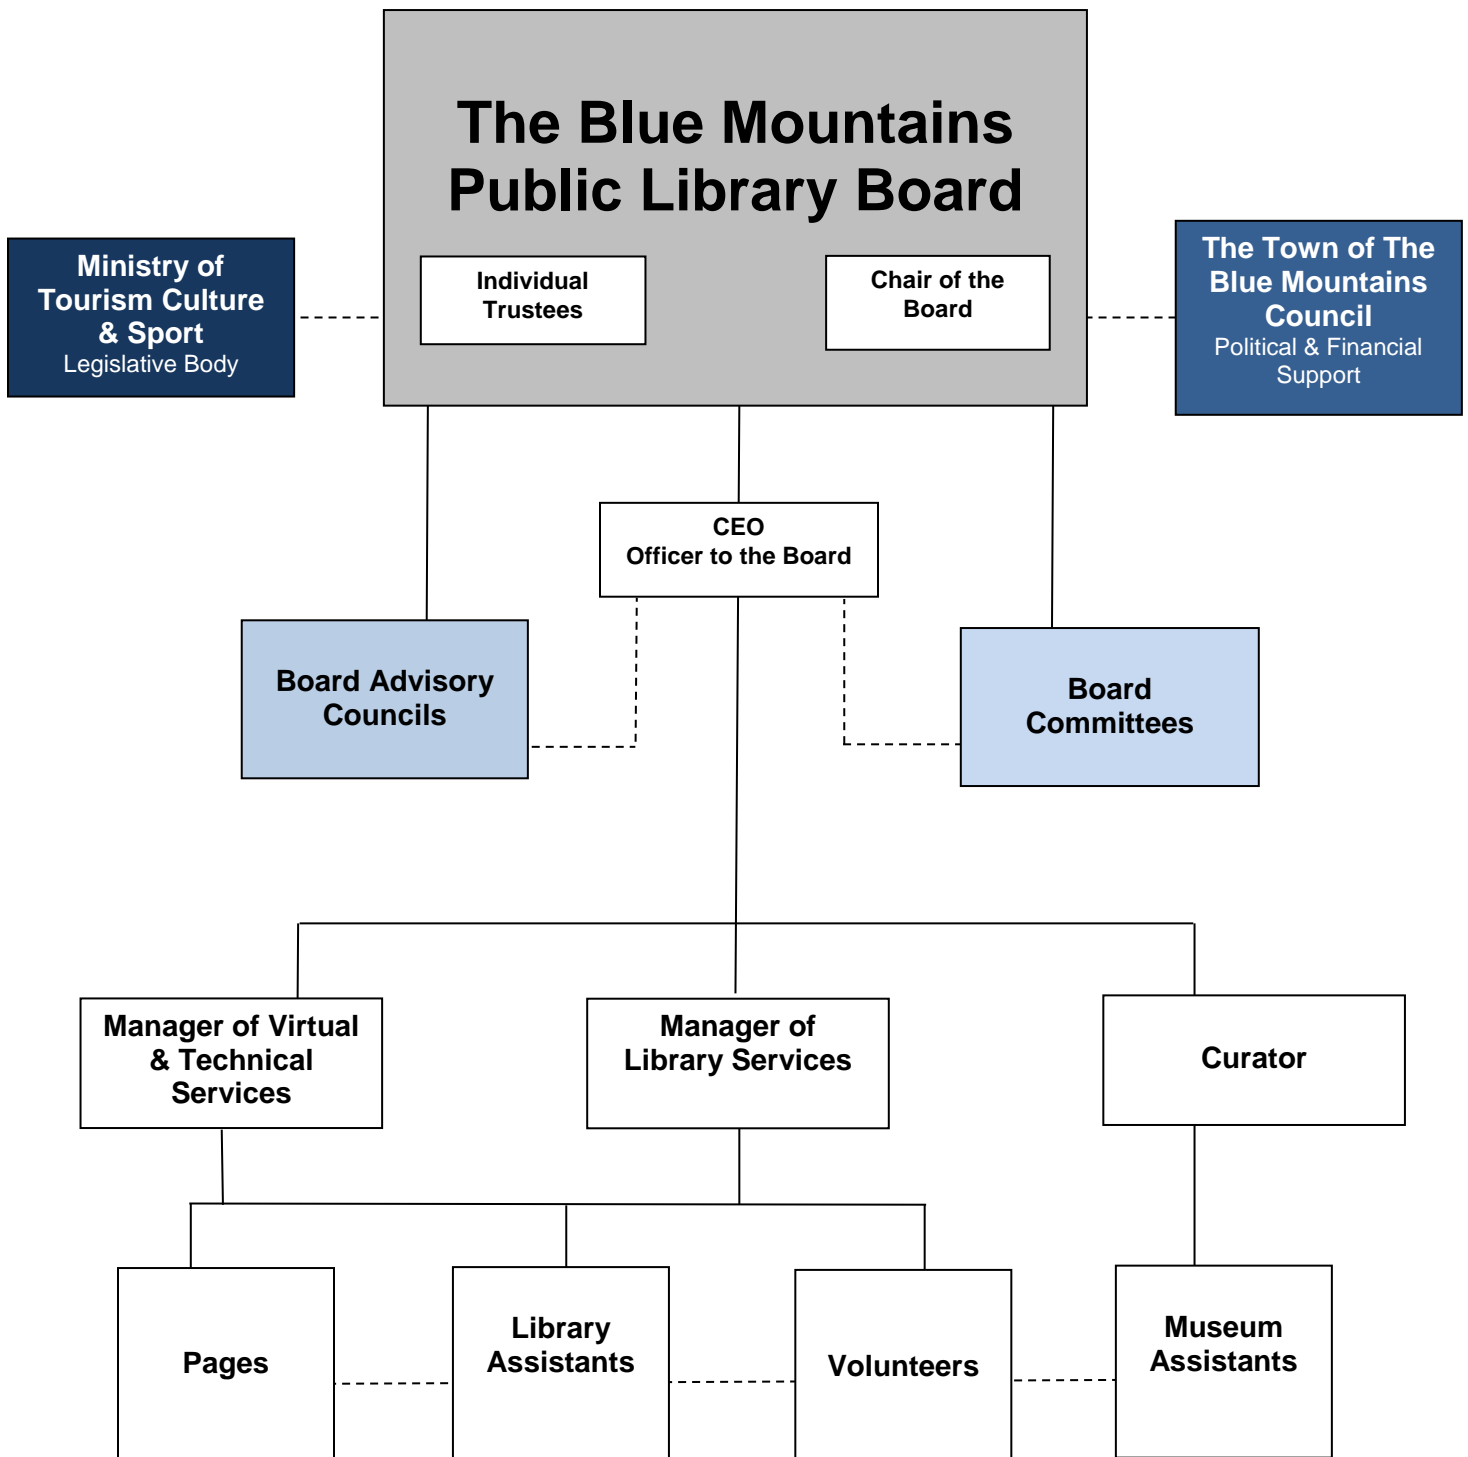 The Blue Mountains
Public Library Board
Ministry of
Tourism Culture
& Sport
Legislative Body
Individual
Trustees
Chair of the
Board
The Town of The
Blue Mountains
Council
Political & Financial
Support
CEO
Officer to the Board
Board Advisory
Councils
Board
Committees
Manager of Virtual
& Technical
Services
Manager of
Library Services
Curator
Pages
Library
Assistants
Volunteers
Museum
Assistants